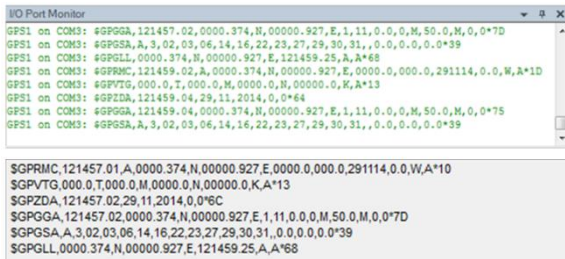 I/O Port Monitor
GPS1 on COM3: $GPGGA,121457.02,0000.374,N,00000.927,E,1,11,0.0,0,M,50.0,M,0,0*7D
GPS1 on COM3: $GPGSA,A,3,02,03,06,14,16,22,23,27,29,30,31,,0.0,0.0,0.0*39
GPS1 on COM3: $GPGLL,0000.374,N,00000.927,E,121459.25,A,A*68
GPS1 on COM3: $GPRMC,121459.02,A,0000.374,N,00000.927,E,0000.0,000.0,291114,0.0,W,A*1D
GPS1 on COM3: $GPVTG,000.0,T,000.0,M,0000.0,N,00000.0,K,A*13
GPS1 on COM3: $GPZDA,121459.04,29,11,2014,0,0*64
GPS1 on COM3: $GPGGA,121459.04,0000.374,N,00000.927,E,1,11,0.0,0,M,50.0,M,0,0*75
GPS1 on COM3: $GPGSA,A,3,02,03,06,14,16,22,23,27,29,30,31,,0.0,0.0,0.0*39
$GPRMC,121457.01,A,0000.374,N,00000.927,E,0000.0,000.0,291114,0.0,W,A*10
$GPVTG,000.0,T,000.0,M,0000.0,N,00000.0,K,A*13
$GPZDA,121457.02,29,11,2014,0,0*6C
$GPGGA,121457.02,0000.374,N,00000.927,E,1,11,0.0,0,M,50.0,M,0,0*7D
$GPGSA,A,3,02,03,06,14,16,22,23,27,29,30,31,,0.0,0.0,0.0*39
$GPGLL,0000.374,N,00000.927,E,121459.25,A,A*68